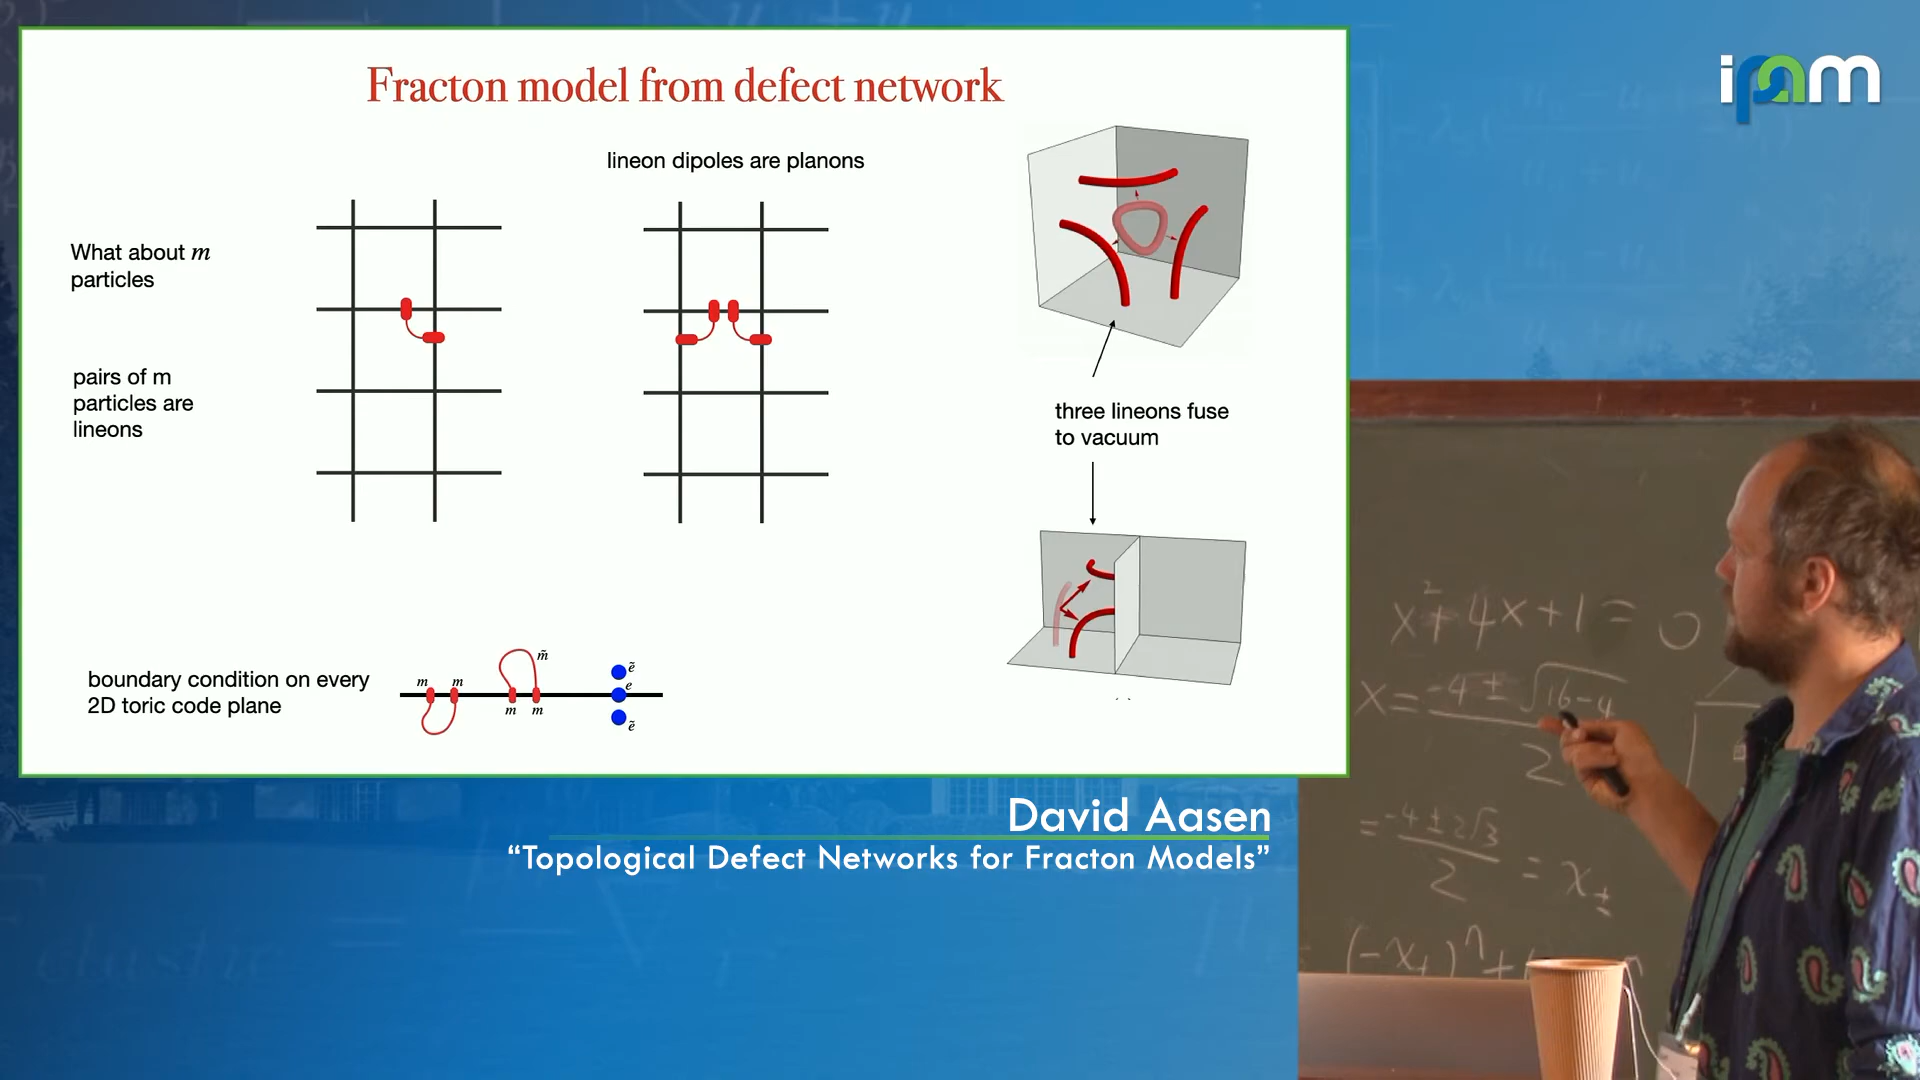 Fracton model from defect network
lineon dipoles are planons
What about m
particles
pairs of m
particles are
lineons
three lineons fuse
to vacuum
boundary condition on every
2D toric code plane
m m m̃ ẽ
e
m m ẽ
ipam
David Aasen
“Topological Defect Networks for Fracton Models”
x² + 4x + 1 = 0
x = -4 ± √16-4
2
= -4 ± 2√3
2
= x±